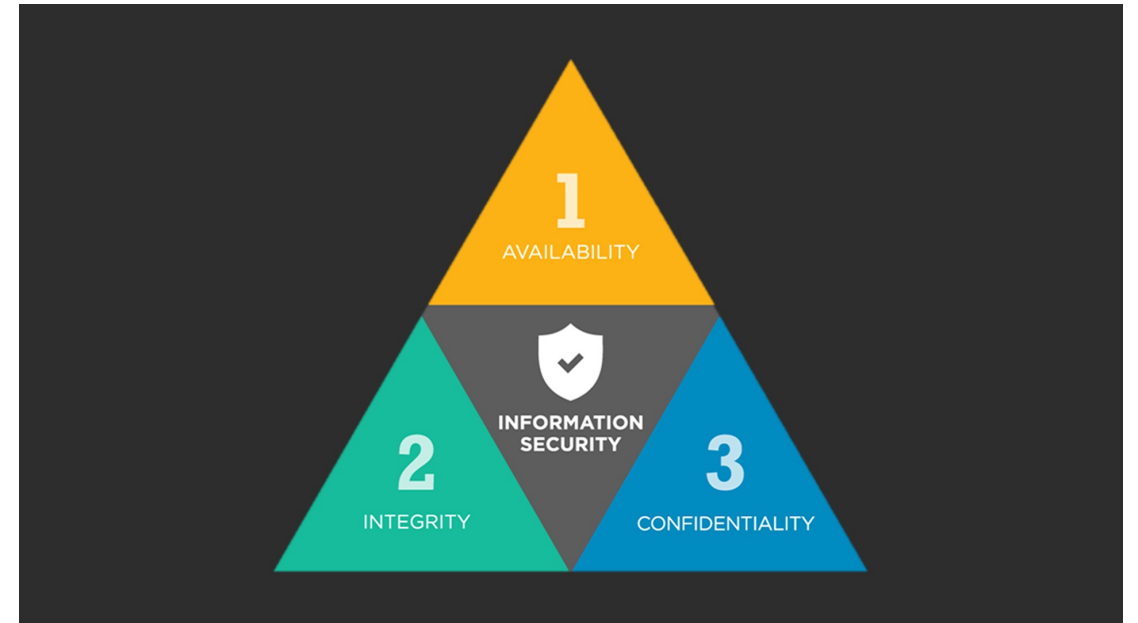 1
AVAILABILITY
INFORMATION
SECURITY
2
INTEGRITY
3
CONFIDENTIALITY